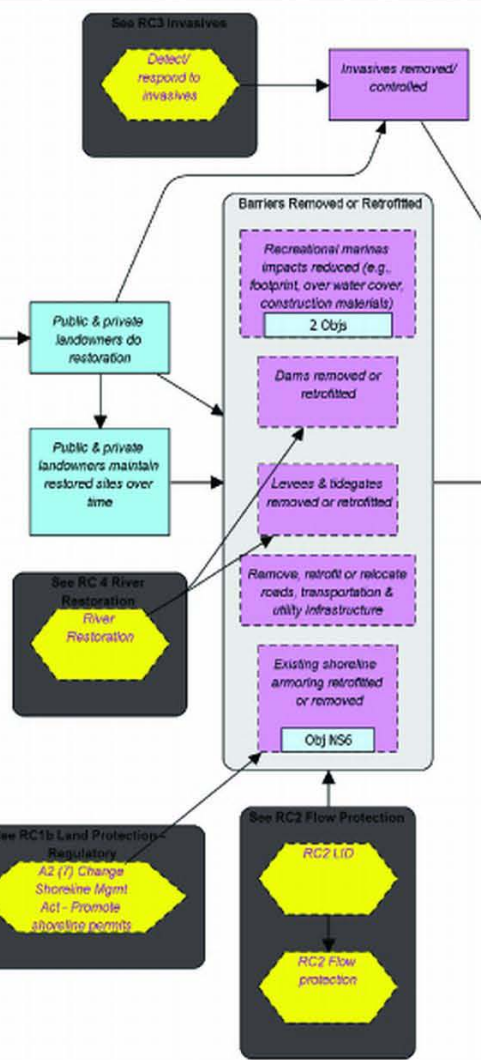 See RC3 Invasives
Detect/
respond to
invasives
Invasives removed/
controlled
Barriers Removed or Retrofitted
Recreational marinas
impacts reduced (e.g.,
footprint, over water cover,
construction materials)
2 Objs
Public & private
landowners do
restoration
Dams removed or
retrofitted
Public & private
landowners maintain
restored sites over
time
Levees & tidegates
removed or retrofitted
See RC 4 River
Restoration
River
Restoration
Remove, retrofit or relocate
roads, transportation &
utility infrastructure
Existing shoreline
armoring retrofitted
or removed
Obj NS6
ee RC1b Land Protection -
Regulatory
A2 (7) Change
Shoreline Mgmt
Act - Promote
shoreline permits
See RC2 Flow Protection
RC2 LID
RC2 Flow
protection